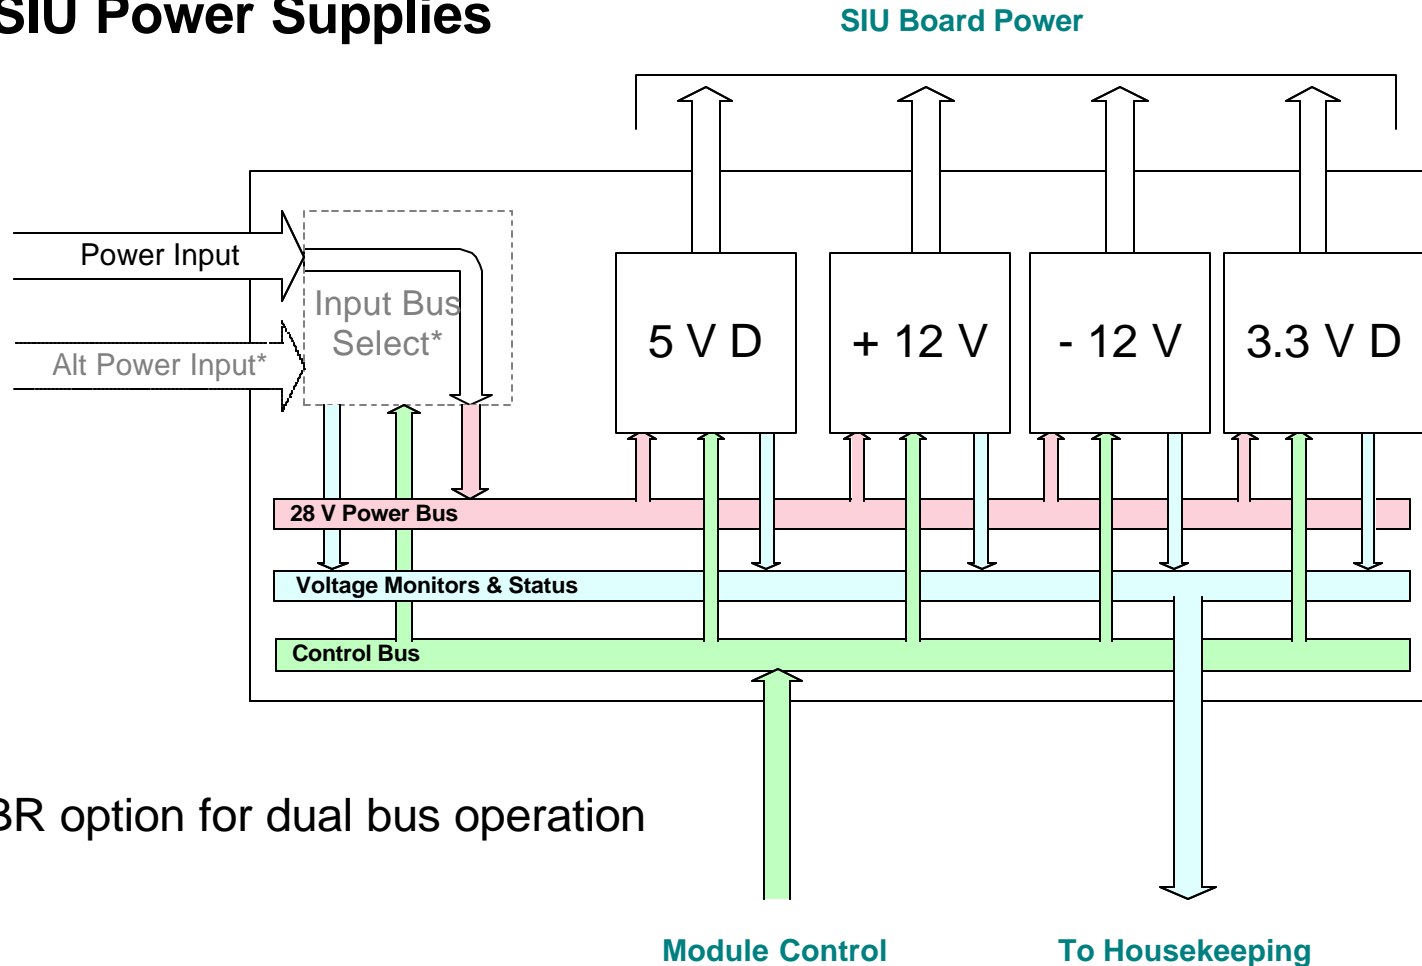 SIU Power Supplies
SIU Board Power
Power Input
Input Bus
Select*
Alt Power Input*
5 V D
+ 12 V
- 12 V
3.3 V D
28 V Power Bus
Voltage Monitors & Status
Control Bus
BR option for dual bus operation
Module Control
To Housekeeping